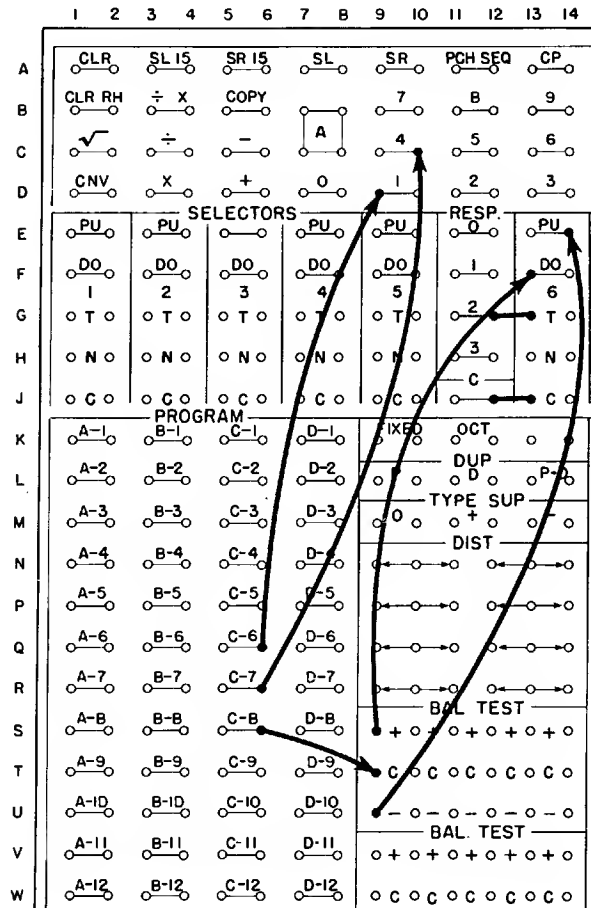 1 2 3 4 5 6 7 8 9 10 11 12 13 14
A CLR SL 15 SR 15 SL SR PCH SEQ CP
B CLR RH ÷ X COPY 7 8 9
C √ ÷ - A 4 5 6
D CNV X + 0 1 2 3
SELECTORS RESP.
E PU PU PU PU 0 PU
F DO DO DO DO DO 1 DO
1 2 3 4 5 6
G T T T T T 2 T
H N N N N N 3 N
C
J C C C C C C
PROGRAM
K A-1 B-1 C-1 D-1 FIXED OCT
DUP
L A-2 B-2 C-2 D-2 D P-D
TYPE SUP
M A-3 B-3 C-3 D-3 0 + -
DIST
N A-4 B-4 C-4 D-4
P A-5 B-5 C-5 D-5
Q A-6 B-6 C-6 D-6
R A-7 B-7 C-7 D-7
BAL TEST
S A-8 B-8 C-8 D-8 + + + + +
T A-9 B-9 C-9 D-9 C C C C C
U A-10 B-10 C-10 D-10 - - - - -
BAL. TEST
V A-11 B-11 C-11 D-11 + + + + +
W A-12 B-12 C-12 D-12 C C C C C